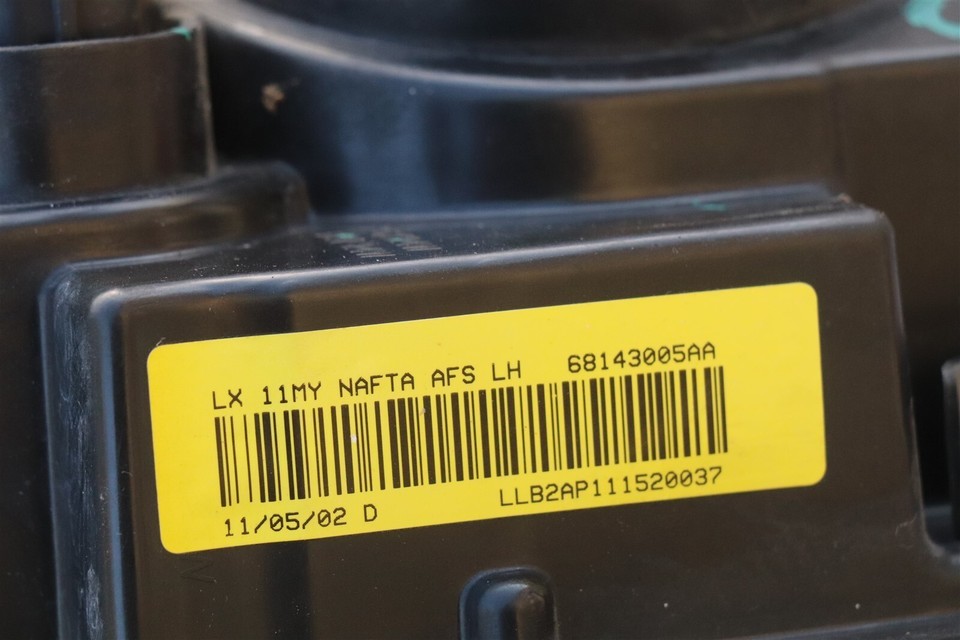 LX 11MY NAFTA AFS LH 68143005AA
11/05/02 D LLB2AP111520037